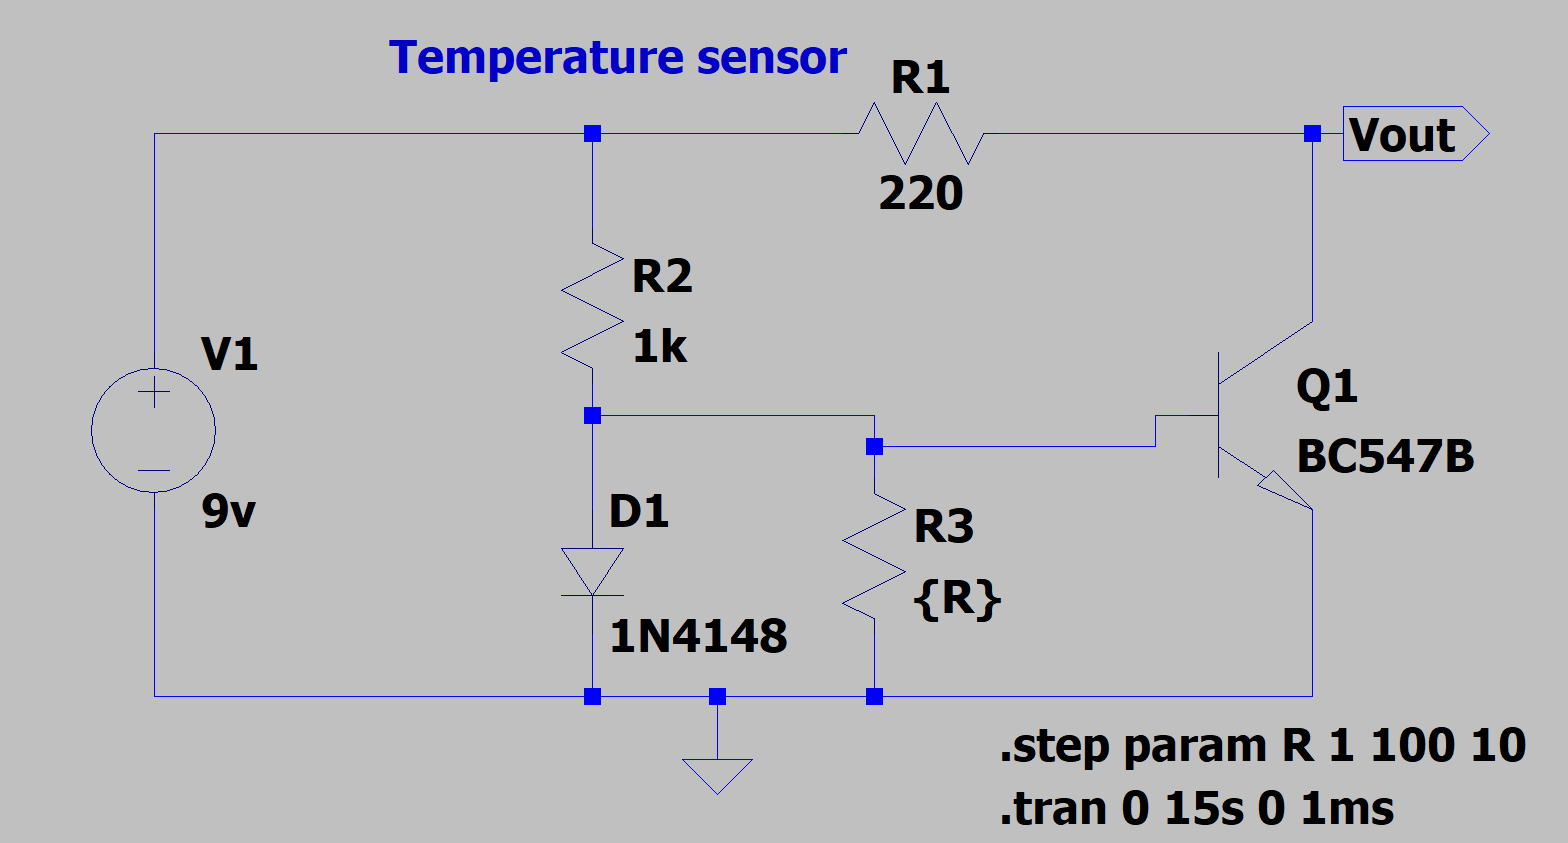 Temperature sensor
R1
220
Vout
R2
1k
V1
9v
Q1
BC547B
D1
1N4148
R3
{R}
.step param R 1 100 10
.tran 0 15s 0 1ms